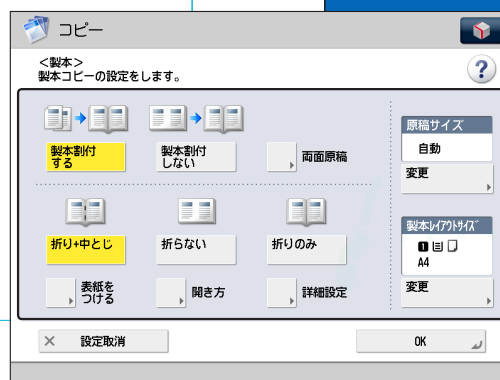 コピー
<製本>
製本コピーの設定をします。
?
製本割付
する
製本割付
しない
両面原稿
原稿サイズ
自動
変更
折り+中とじ
折らない
折りのみ
製本レイアウトサイズ
1
A4
表紙を
つける
開き方
詳細設定
変更
× 設定取消
OK